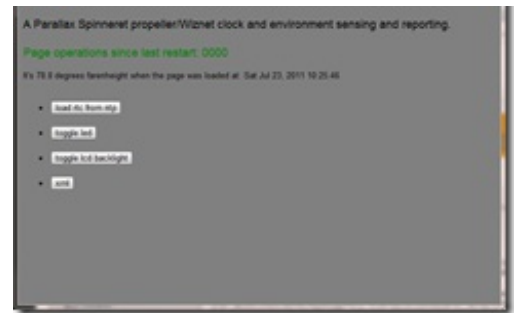 A Parallax Spinneret propeller/Wiznet clock and environment sensing and reporting.
Page operations since last restart: 0000
It's 78.8 degrees farenheight when the page was loaded at: Sat Jul 23, 2011 10:25:46
load rtc from ntp
toggle led
toggle lcd backlight
xml